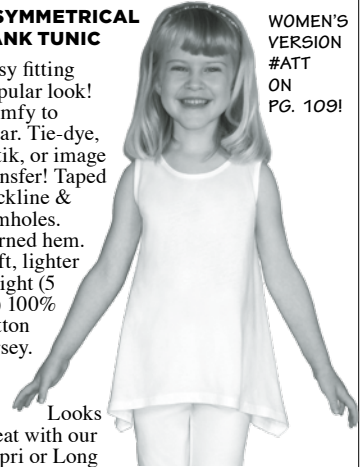 SYMMETRICAL
ANK TUNIC
sy fitting
pular look!
mfy to
ar. Tie-dye,
tik, or image
nsfer! Taped
ckline &
mholes.
rned hem.
ft, lighter
ight (5
) 100%
tton
rsey.
Looks
eat with our
pri or Long
WOMEN'S
VERSION
#ATT
ON
PG. 109!